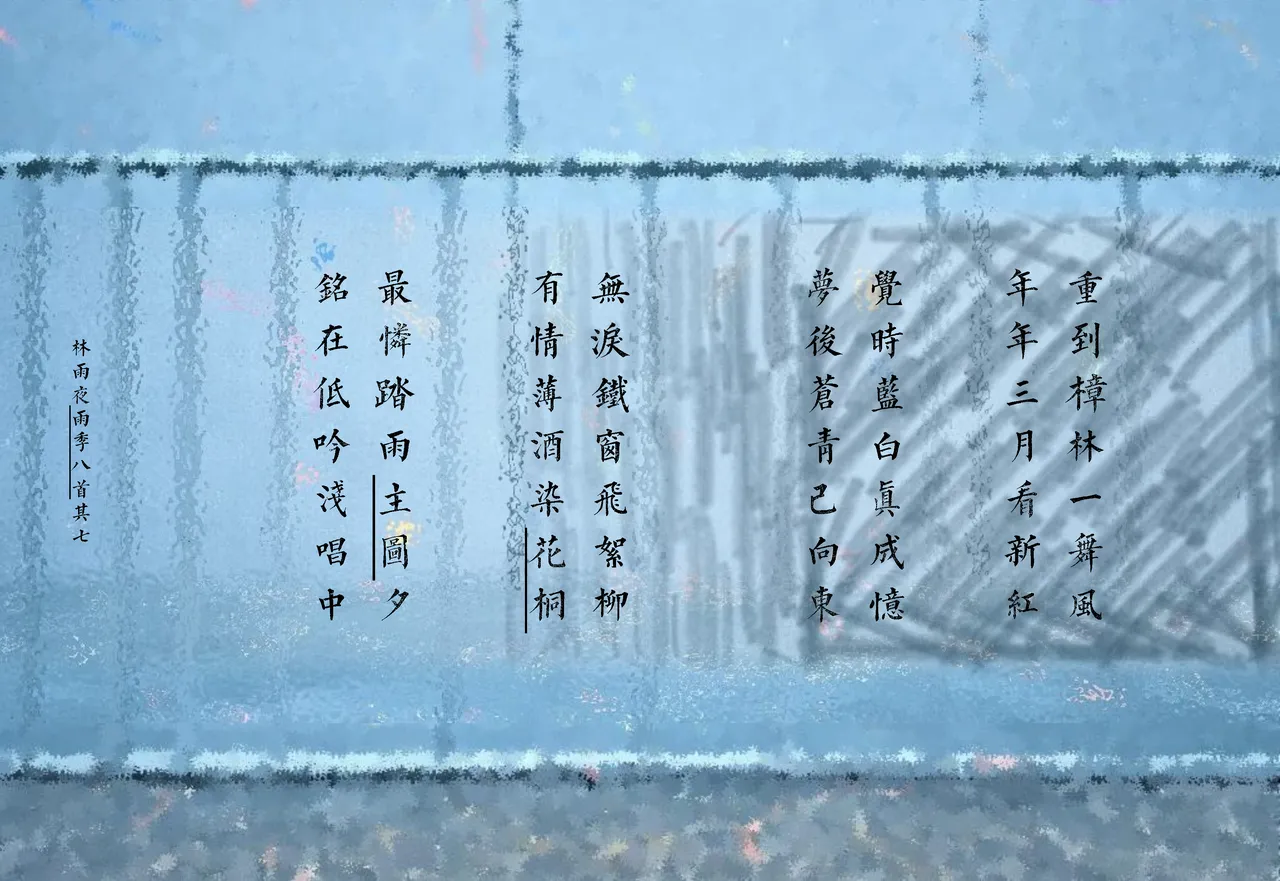 重到樟林一舞風
年年三月看新紅
覺時藍白眞成憶
夢後蒼青已向東
無淚鐵窗飛絮柳
有情薄酒染花桐
最憐踏雨主圖夕
銘在低吟淺唱中
林雨夜雨季八首其七